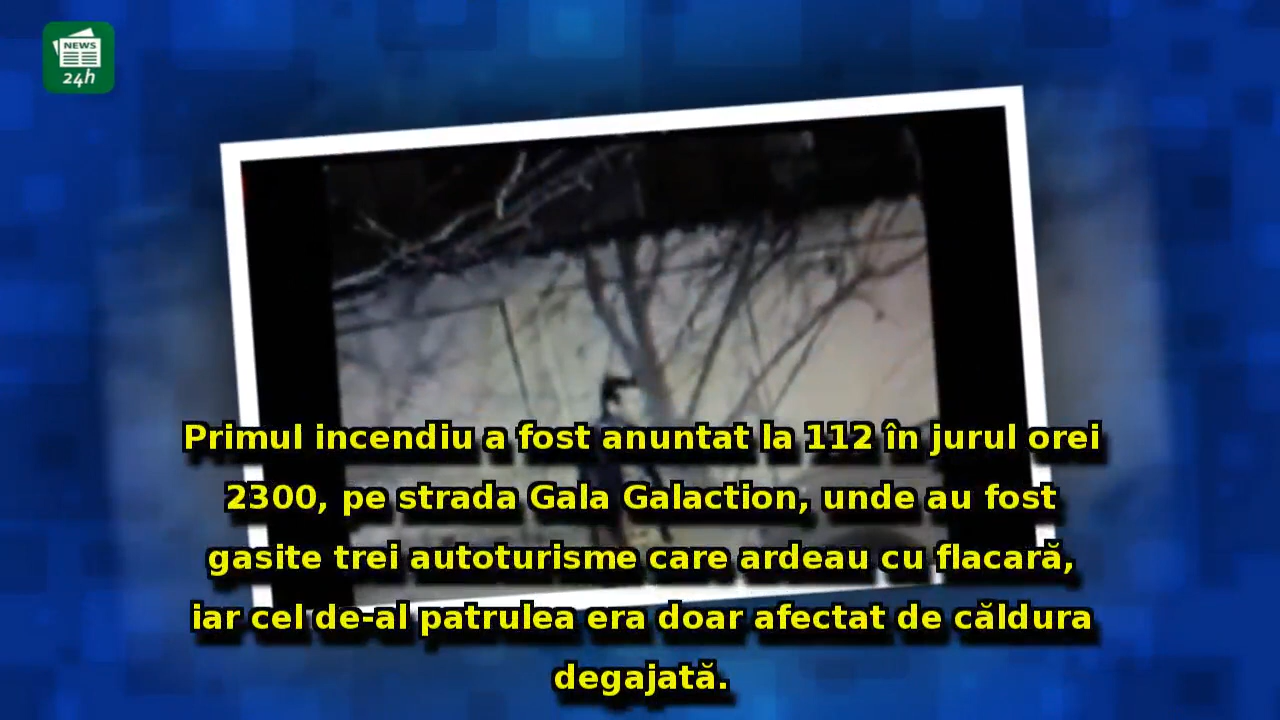 NEWS
24h
Primul incendiu a fost anuntat la 112 în jurul orei
2300, pe strada Gala Galaction, unde au fost
gasite trei autoturisme care ardeau cu flacară,
iar cel de-al patrulea era doar afectat de căldura
degajată.